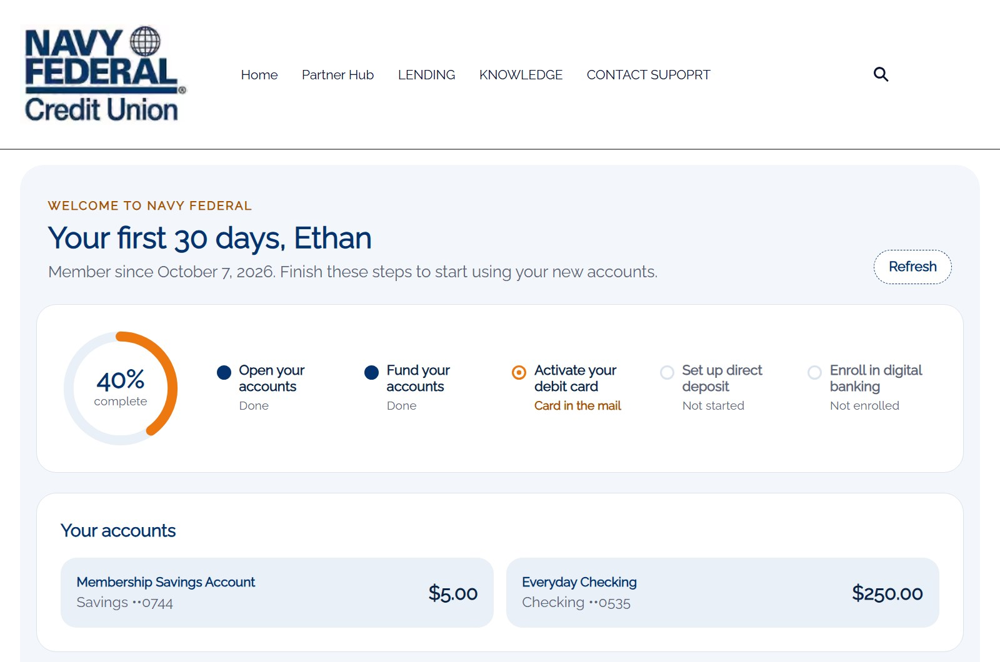 NAVY
FEDERAL®
Credit Union
Home Partner Hub LENDING KNOWLEDGE CONTACT SUPOPRT
WELCOME TO NAVY FEDERAL
Your first 30 days, Ethan
Member since October 7, 2026. Finish these steps to start using your new accounts.
Refresh
40%
complete
Open your
accounts
Done
Fund your
accounts
Done
Activate your
debit card
Card in the mail
Set up direct
deposit
Not started
Enroll in digital
banking
Not enrolled
Your accounts
Membership Savings Account
Savings ••0744
$5.00
Everyday Checking
Checking ••0535
$250.00